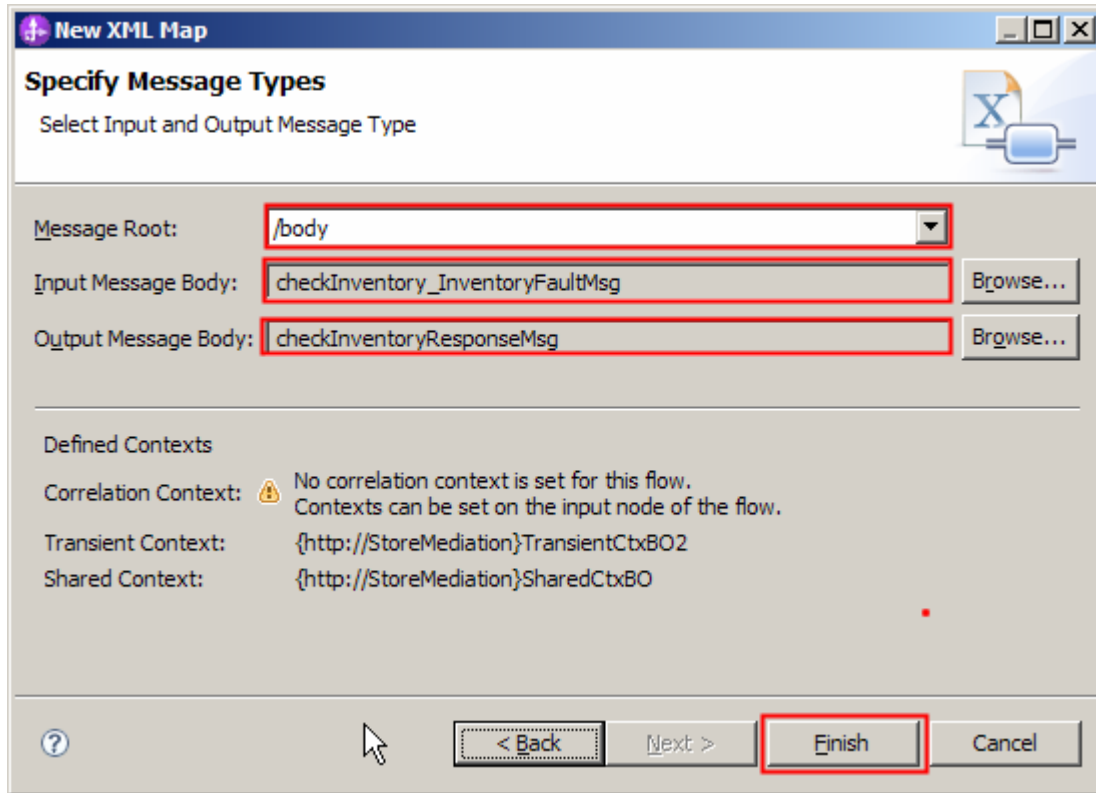 New XML Map
Specify Message Types
Select Input and Output Message Type
X
Message Root: /body
Input Message Body: checkInventory_InventoryFaultMsg Browse...
Output Message Body: checkInventoryResponseMsg Browse...
Defined Contexts
Correlation Context: No correlation context is set for this flow.
Contexts can be set on the input node of the flow.
Transient Context: {http://StoreMediation}TransientCtxBO2
Shared Context: {http://StoreMediation}SharedCtxBO
? < Back Next > Finish Cancel